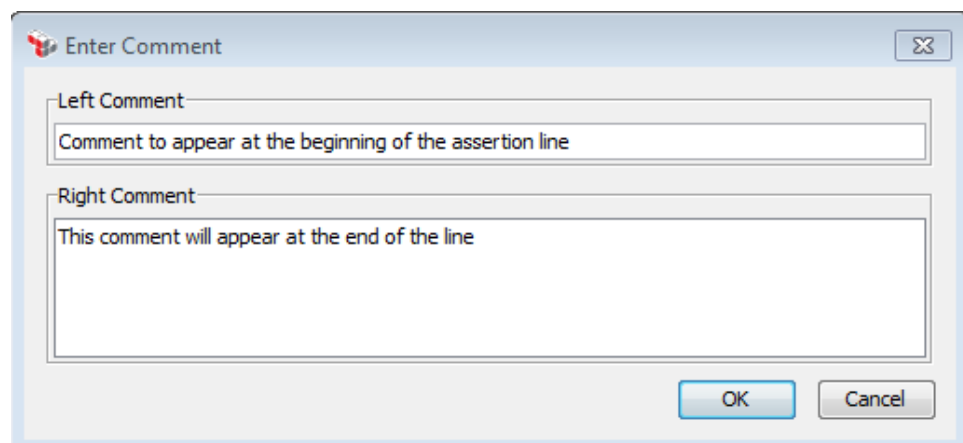 Enter Comment
Left Comment
Comment to appear at the beginning of the assertion line
Right Comment
This comment will appear at the end of the line
OK Cancel